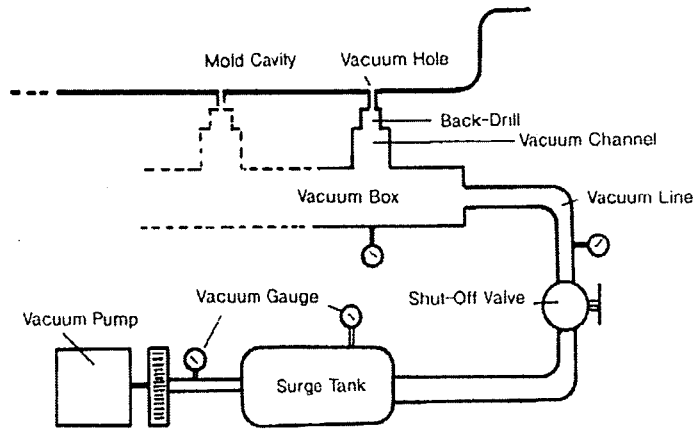 Mold Cavity
Vacuum Hole
Back-Drill
Vacuum Channel
Vacuum Box
Vacuum Line
Vacuum Gauge
Shut-Off Valve
Vacuum Pump
Surge Tank